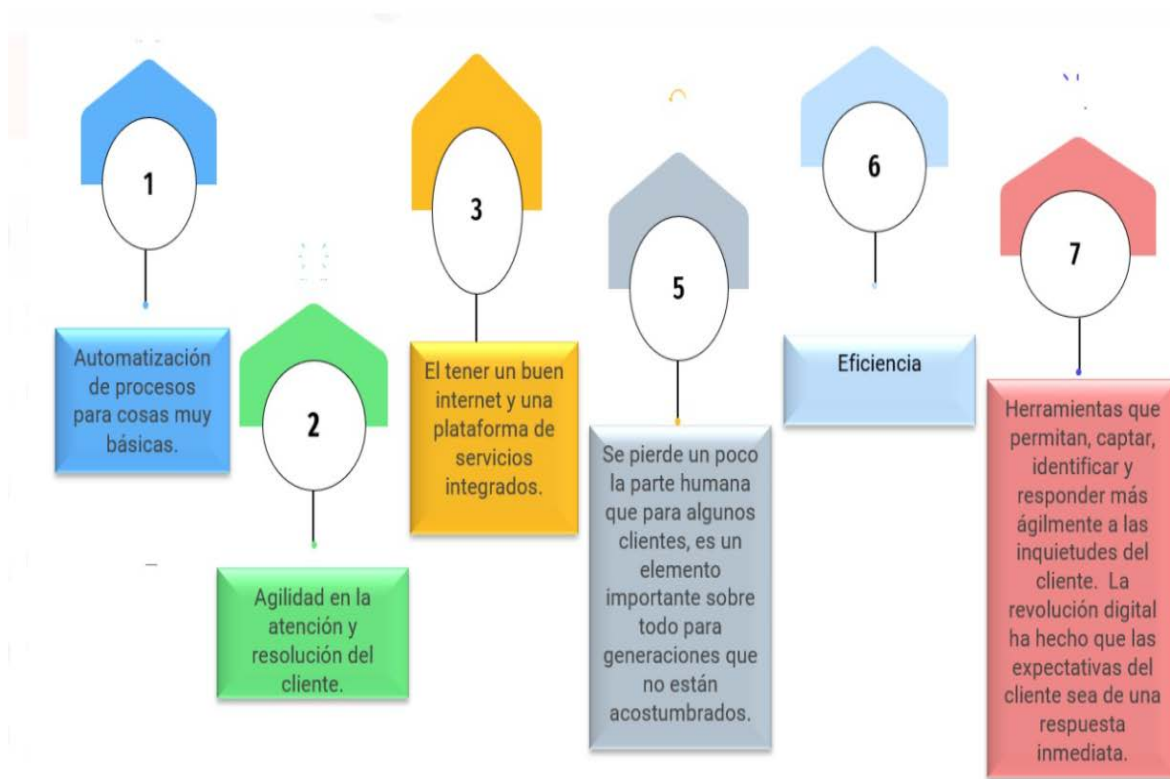 1
Automatización
de procesos
para cosas muy
básicas.
2
Agilidad en la
atención y
resolución del
cliente.
3
El tener un buen
internet y una
plataforma de
servicios
integrados.
5
Se pierde un poco
la parte humana
que para algunos
clientes, es un
elemento
importante sobre
todo para
generaciones que
no están
acostumbrados.
6
Eficiencia
7
Herramientas que
permitan, captar,
identificar y
responder más
ágilmente a las
inquietudes del
cliente. La
revolución digital
ha hecho que las
expectativas del
cliente sea de una
respuesta
inmediata.